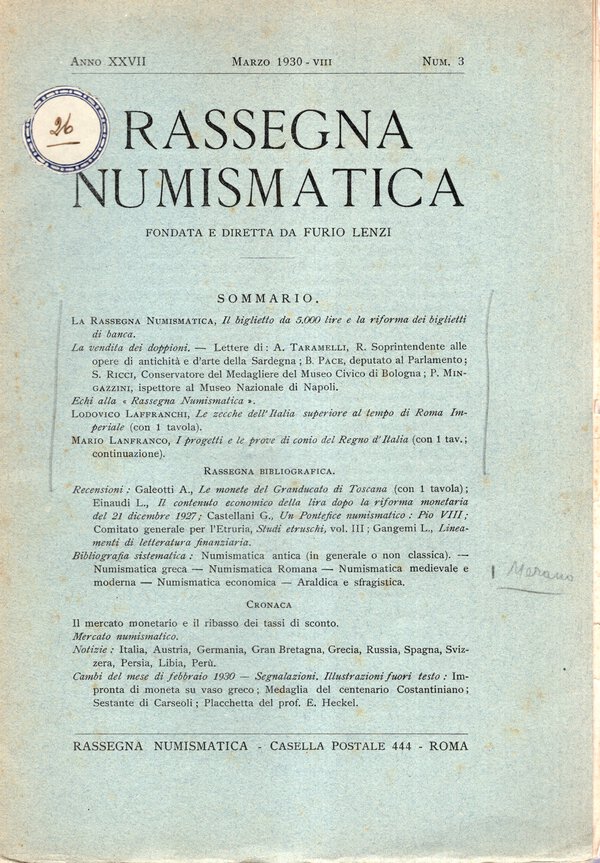 ANNO XXVII MARZO 1930 - VIII NUM. 3
26
RASSEGNA
NUMISMATICA
FONDATA E DIRETTA DA FURIO LENZI
SOMMARIO.
LA RASSEGNA NUMISMATICA, Il biglietto da 5.000 lire e la riforma dei biglietti
di banca.
La vendita dei doppioni. — Lettere di: A. TARAMELLI, R. Soprintendente alle
opere di antichità e d'arte della Sardegna; B. PACE, deputato al Parlamento;
S. RICCI, Conservatore del Medagliere del Museo Civico di Bologna; P. MIN-
GAZZINI, ispettore al Museo Nazionale di Napoli.
Echi alla « Rassegna Numismatica ».
LODOVICO LAFFRANCHI, Le zecche dell'Italia superiore al tempo di Roma Im-
periale (con 1 tavola).
MARIO LANFRANCO, I progetti e le prove di conio del Regno d'Italia (con 1 tav.;
continuazione).
RASSEGNA BIBLIOGRAFICA.
Recensioni: Galeotti A., Le monete del Granducato di Toscana (con 1 tavola);
Einaudi L., Il contenuto economico della lira dopo la riforma monetaria
del 21 dicembre 1927; Castellani G., Un Pontefice numismatico: Pio VIII;
Comitato generale per l'Etruria, Studi etruschi, vol. III; Gangemi L., Linea-
menti di letteratura finanziaria.
Bibliografia sistematica: Numismatica antica (in generale o non classica). —
Numismatica greca — Numismatica Romana — Numismatica medievale e
moderna — Numismatica economica — Araldica e sfragistica.
Merano
CRONACA
Il mercato monetario e il ribasso dei tassi di sconto.
Mercato numismatico.
Notizie: Italia, Austria, Germania, Gran Bretagna, Grecia, Russia, Spagna, Sviz-
zera, Persia, Libia, Perù.
Cambi del mese di febbraio 1930 — Segnalazioni. Illustrazioni fuori testo: Im-
pronta di moneta su vaso greco; Medaglia del centenario Costantiniano;
Sestante di Carseoli; Placchetta del prof. E. Heckel.
RASSEGNA NUMISMATICA - CASELLA POSTALE 444 - ROMA